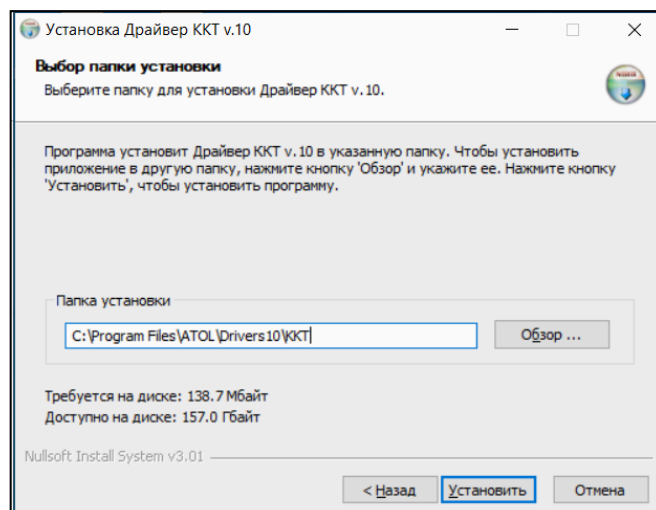 Установка Драйвер ККТ v.10
Выбор папки установки
Выберите папку для установки Драйвер ККТ v.10.
Программа установит Драйвер ККТ v.10 в указанную папку. Чтобы установить
приложение в другую папку, нажмите кнопку 'Обзор' и укажите ее. Нажмите кнопку
'Установить', чтобы установить программу.
Папка установки
C:\Program Files\ATOL\Drivers10\KKT
Обзор ...
Требуется на диске: 138.7 Мбайт
Доступно на диске: 157.0 Гбайт
Nullsoft Install System v3.01
< Назад Установить Отмена